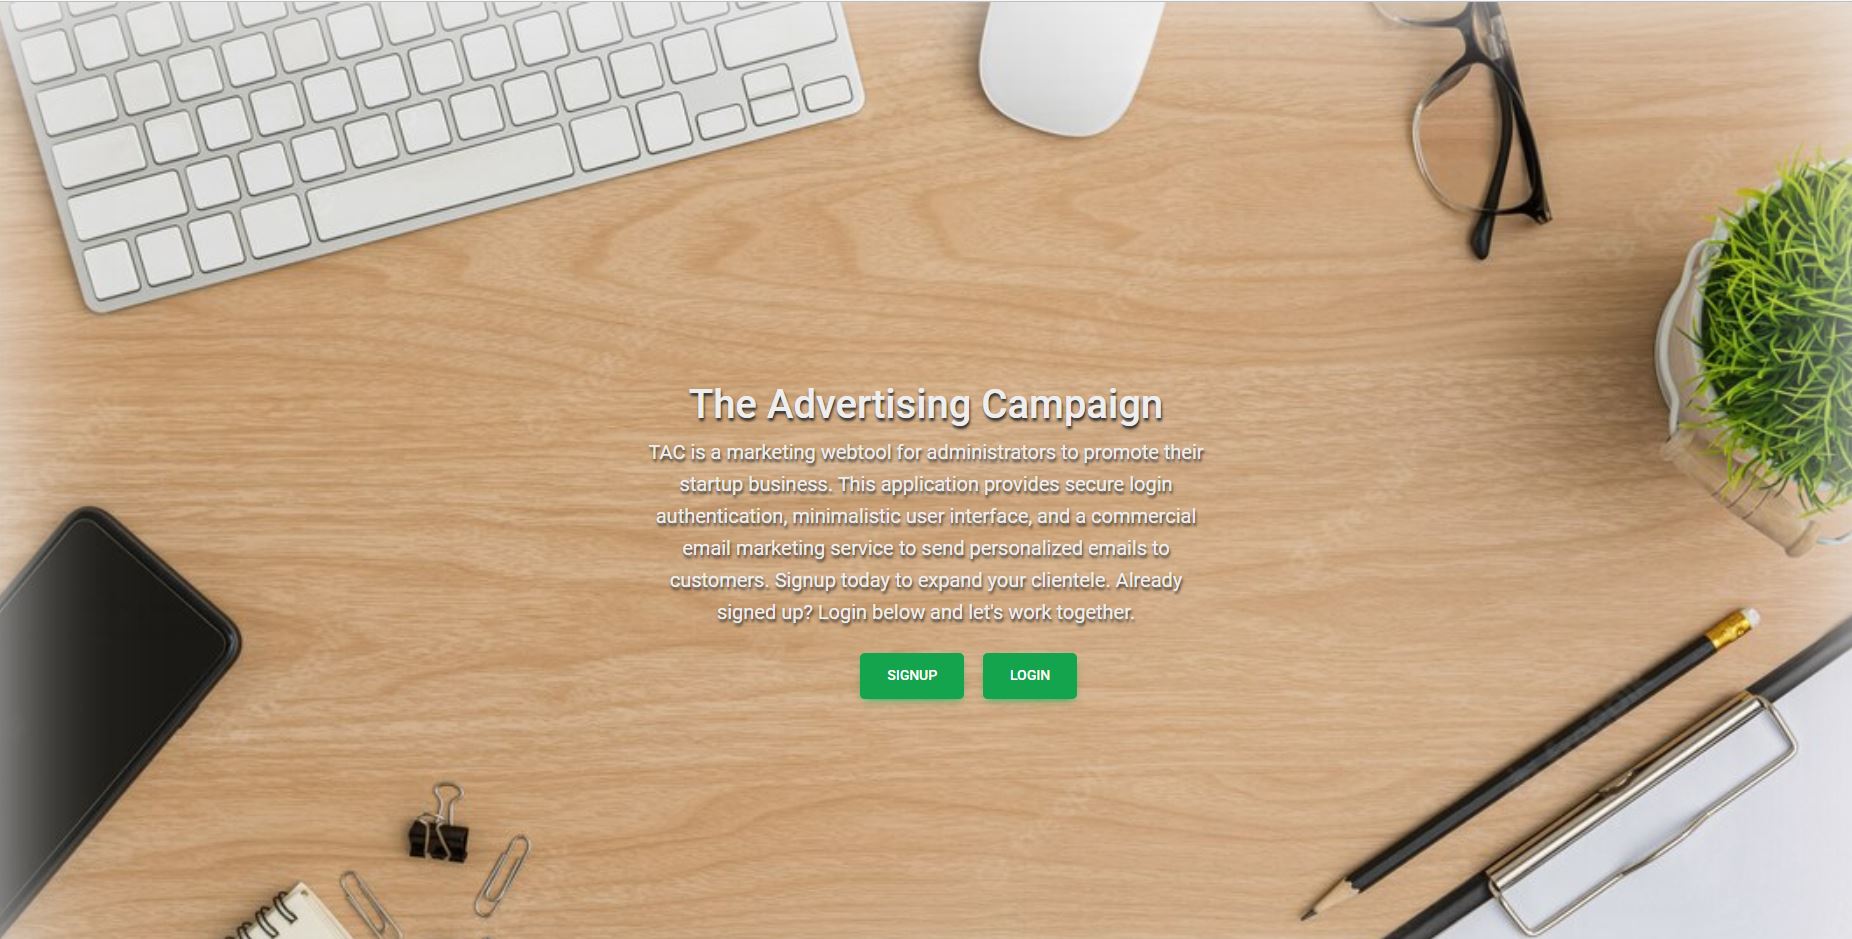 The Advertising Campaign
TAC is a marketing webtool for administrators to promote their
startup business. This application provides secure login
authentication, minimalistic user interface, and a commercial
email marketing service to send personalized emails to
customers. Signup today to expand your clientele. Already
signed up? Login below and let's work together.
SIGNUP LOGIN
freepik